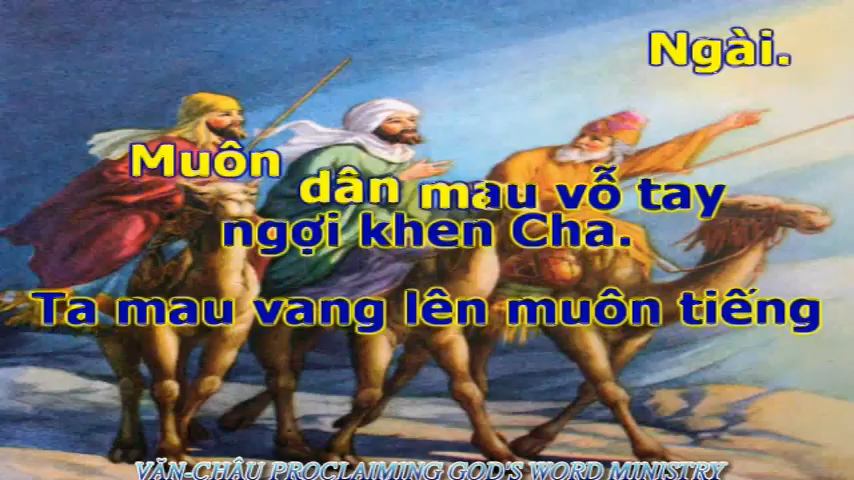 Ngài.
Muôn dân mau vỗ tay
ngợi khen Cha.
Ta mau vang lên muôn tiếng
VĂN-CHÂU PROCLAIMING GOD'S WORD MINISTRY